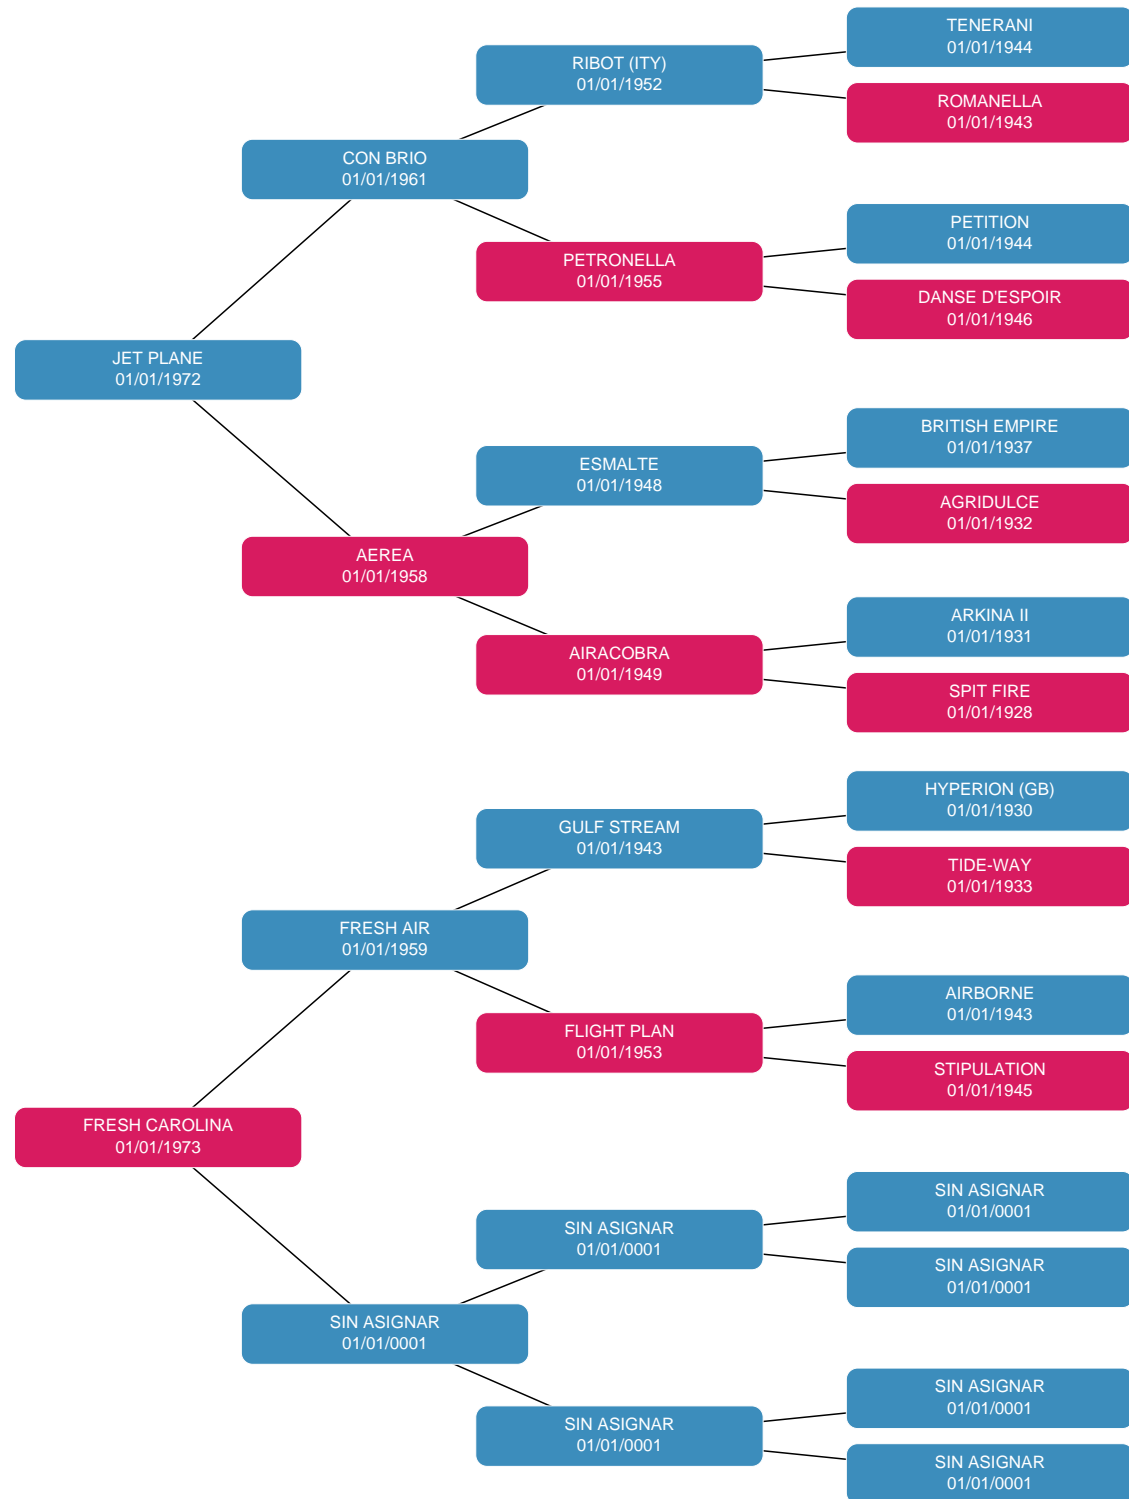 TENERANI
01/01/1944
RIBOT (ITY)
01/01/1952
ROMANELLA
01/01/1943
CON BRIO
01/01/1961
PETITION
01/01/1944
PETRONELLA
01/01/1955
DANSE D'ESPOIR
01/01/1946
JET PLANE
01/01/1972
BRITISH EMPIRE
01/01/1937
ESMALTE
01/01/1948
AGRIDULCE
01/01/1932
AEREA
01/01/1958
ARKINA II
01/01/1931
AIRACOBRA
01/01/1949
SPIT FIRE
01/01/1928
HYPERION (GB)
01/01/1930
GULF STREAM
01/01/1943
TIDE-WAY
01/01/1933
FRESH AIR
01/01/1959
AIRBORNE
01/01/1943
FLIGHT PLAN
01/01/1953
STIPULATION
01/01/1945
FRESH CAROLINA
01/01/1973
SIN ASIGNAR
01/01/0001
SIN ASIGNAR
01/01/0001
SIN ASIGNAR
01/01/0001
SIN ASIGNAR
01/01/0001
SIN ASIGNAR
01/01/0001
SIN ASIGNAR
01/01/0001
SIN ASIGNAR
01/01/0001